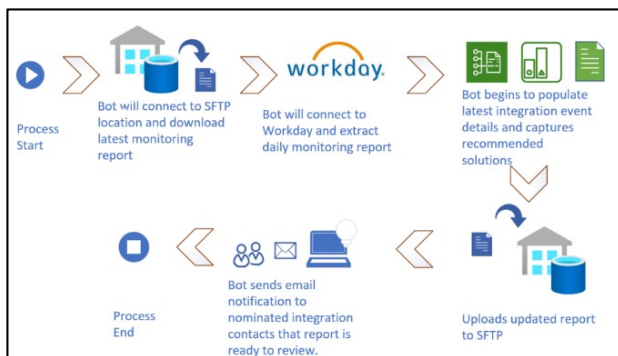 workday.
Bot will connect to SFTP
location and download
latest monitoring
report
Process
Start
Bot will connect to
Workday and extract
daily monitoring report
Bot begins to populate
latest integration event
details and captures
recommended
solutions
Process
End
Bot sends email
notification to
nominated integration
contacts that report is
ready to review.
Uploads updated report
to SFTP